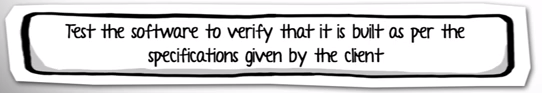 Test the software to verify that it is built as per the
specifications given by the client